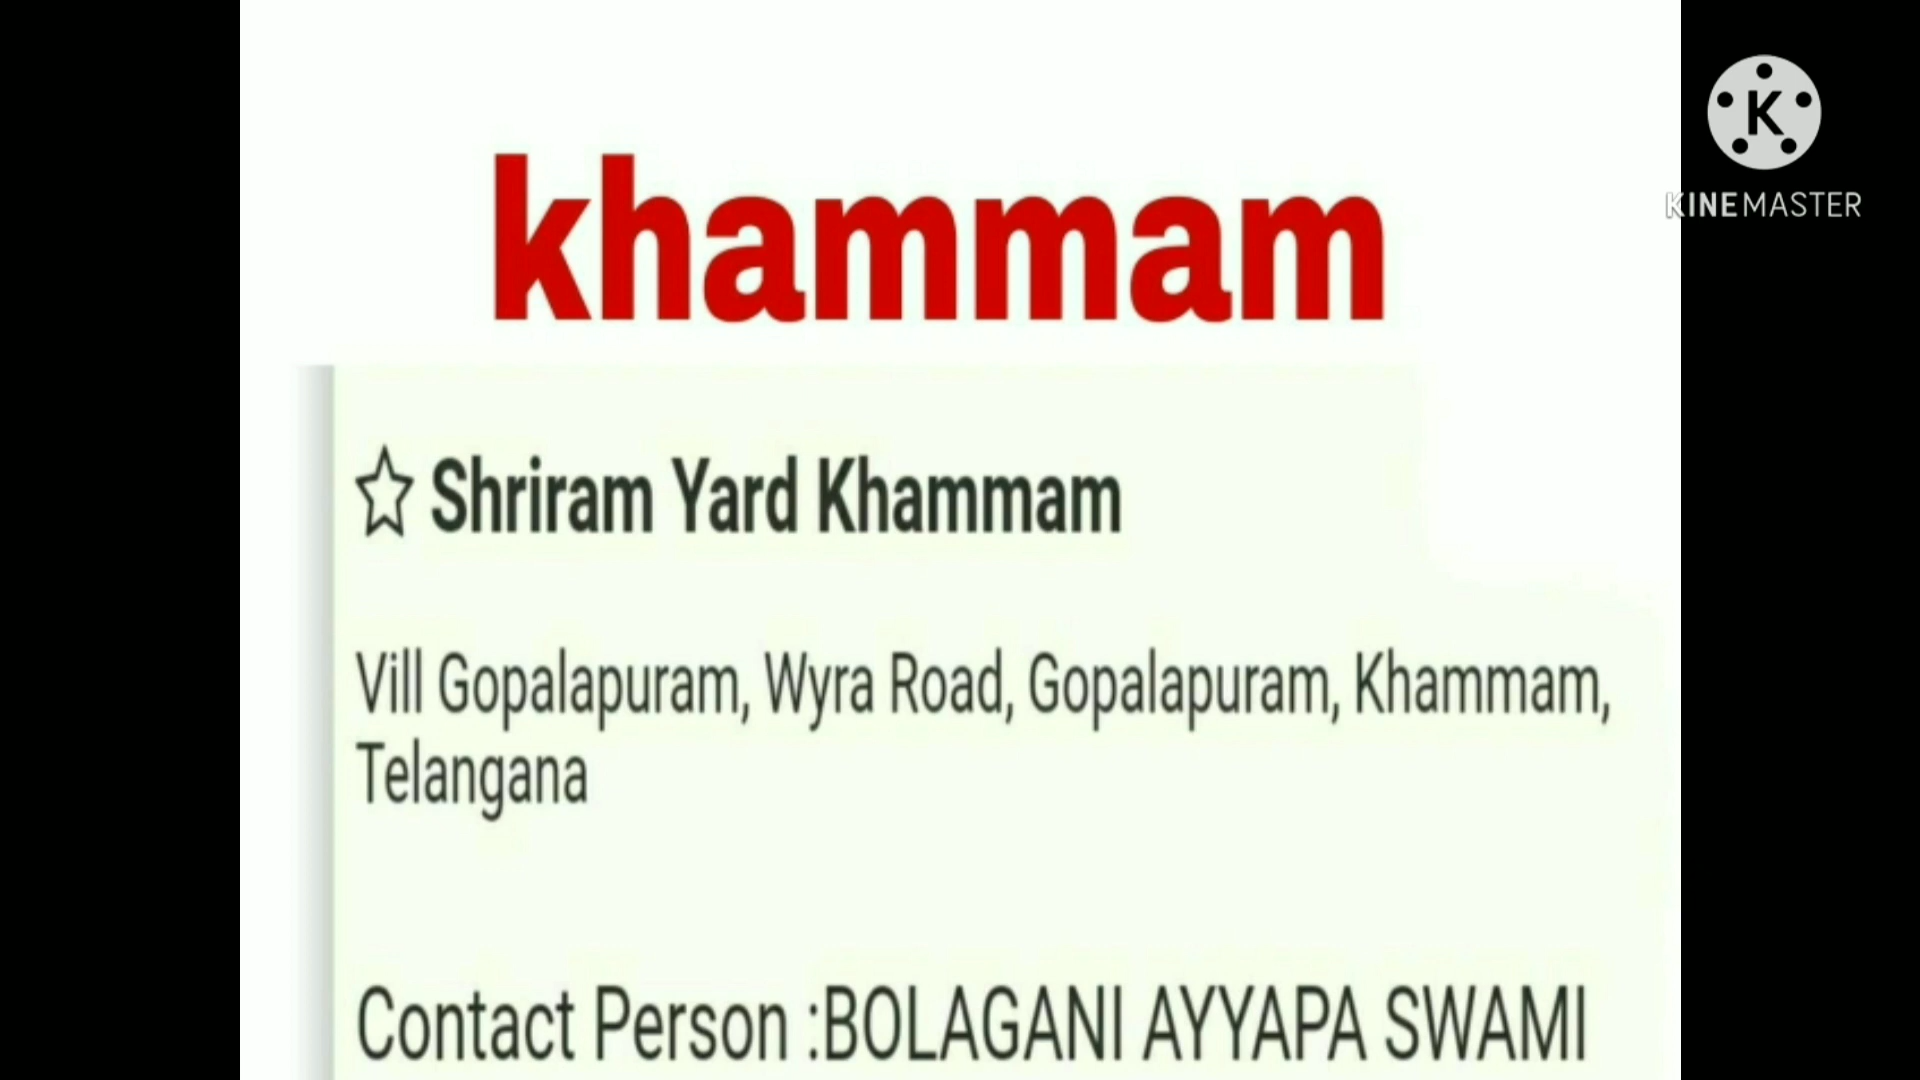 khammam
K
KINEMASTER
☆ Shriram Yard Khammam
Vill Gopalapuram, Wyra Road, Gopalapuram, Khammam,
Telangana
Contact Person :BOLAGANI AYYAPA SWAMI